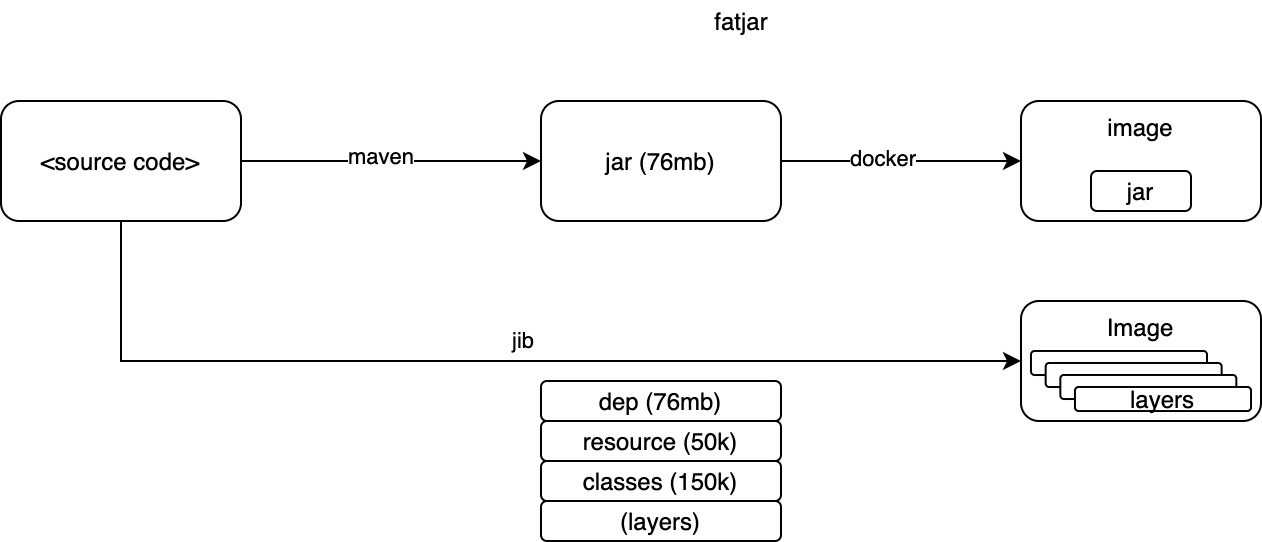 fatjar
<source code>
maven
jar (76mb)
docker
image
jar
jib
Image
layers
dep (76mb)
resource (50k)
classes (150k)
(layers)